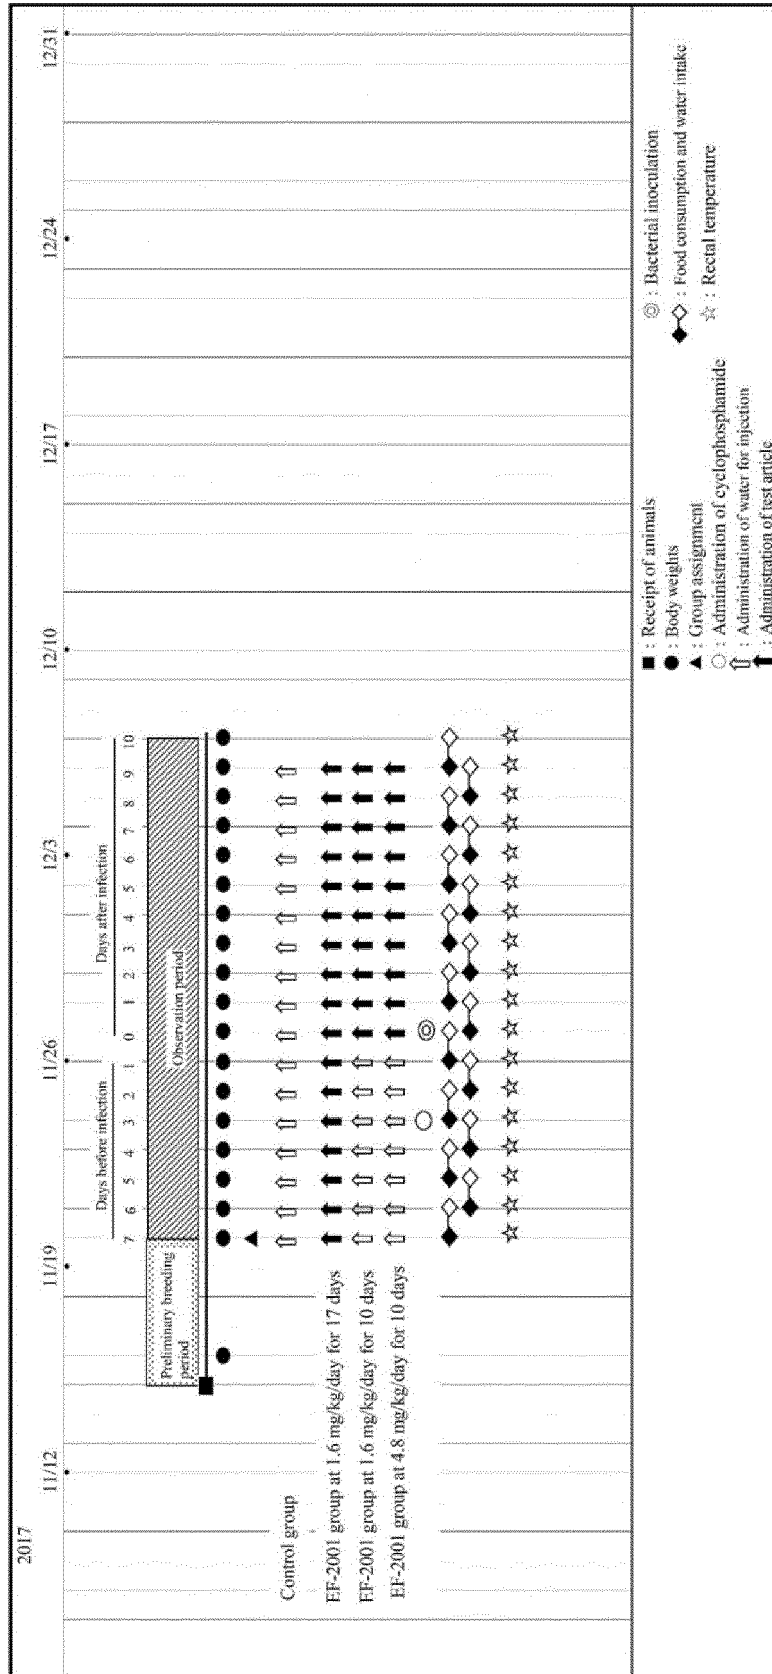 2017
11/12
11/19
11/26
12/3
12/10
12/17
12/24
12/31
Days before infection
Days after infection
7
6
5
4
3
2
1
0
1
2
3
4
5
6
7
8
9
10
Preliminary breeding
period
Observation period
Control group
EF-2001 group at 1.6 mg/kg/day for 17 days
EF-2001 group at 1.6 mg/kg/day for 10 days
EF-2001 group at 4.8 mg/kg/day for 10 days
■ : Receipt of animals
● : Body weights
▲ : Group assignment
○ : Administration of cyclophosphamide
⇧ : Administration of water for injection
⬆ : Administration of test article
◎ : Bacterial inoculation
◆-◇ : Food consumption and water intake
☆ : Rectal temperature